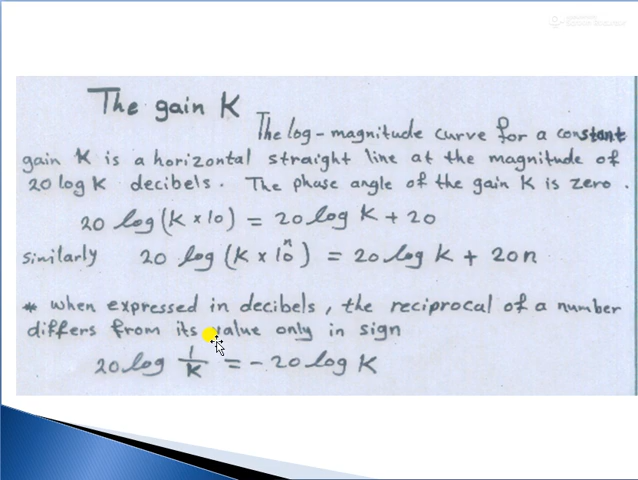 The gain K
The log-magnitude curve for a constant
gain K is a horizontal straight line at the magnitude of
20 log K decibels. The phase angle of the gain K is zero.
20 log(K x 10) = 20 log K + 20
similarly 20 log (K x 10ⁿ) = 20 log K + 20n
* when expressed in decibels, the reciprocal of a number
differs from its value only in sign
20 log 1/K = - 20 log K